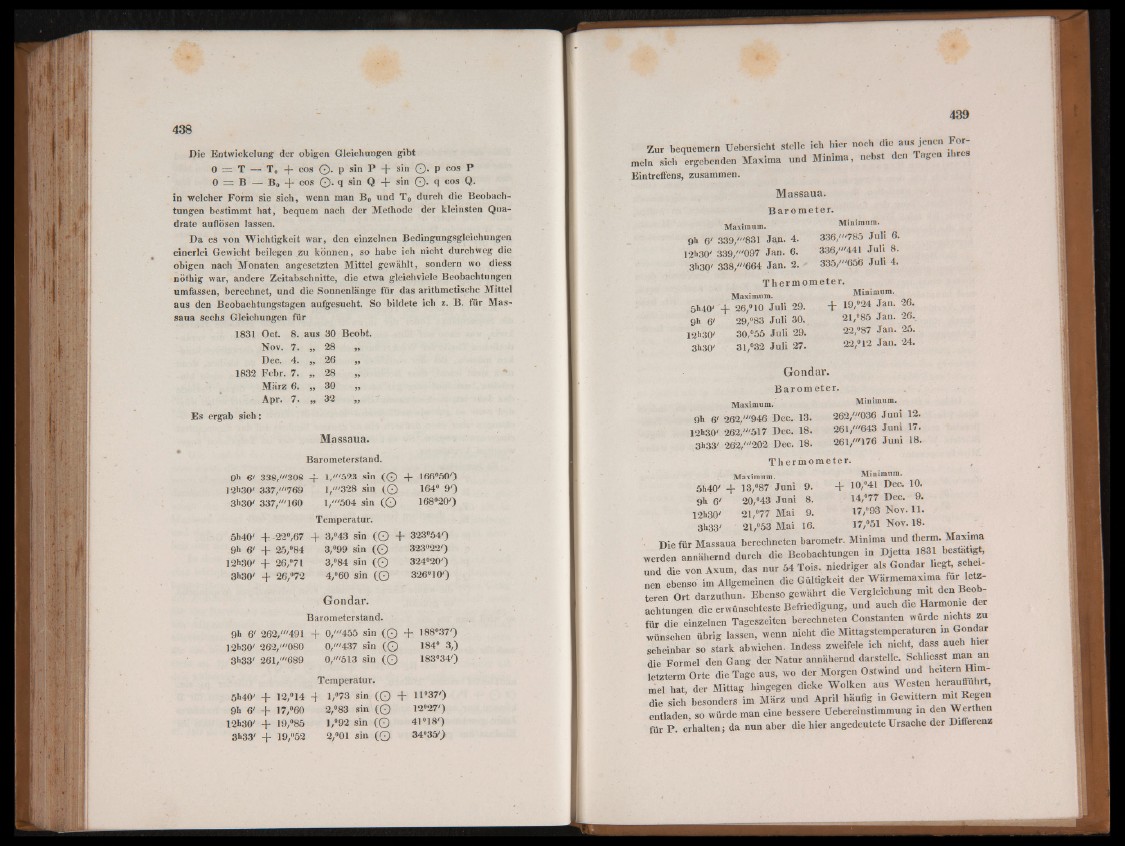 438
Die Entwickelung der obigen Gleichungen gibt
0 = T — T₀ + cos ⊙. p sin P + sin ⊙. p cos P
0 = B — B₀ + cos ⊙. q sin Q + sin ⊙. q cos Q.
in welcher Form sie sich, wenn man B₀ und T₀ durch die Beobach-
tungen bestimmt hat, bequem nach der Methode der kleinsten Qua-
drate auflösen lassen.
Da es von Wichtigkeit war, den einzelnen Bedingungsgleichungen
einerlei Gewicht beilegen zu können, so habe ich nicht durchweg die
obigen nach Monaten angesetzten Mittel gewählt, sondern wo diess
nöthig war, andere Zeitabschnitte, die etwa gleichviele Beobachtungen
umfassen, berechnet, und die Sonnenlänge für das arithmetische Mittel
aus den Beobachtungstagen aufgesucht. So bildete ich z. B. für Mas-
saua sechs Gleichungen für
1831 Oct. 8. aus 30 Beobt.
Nov. 7. „ 28 „
Dec. 4. „ 26 „
1832 Febr. 7. „ 28 „
März 6. „ 30 „
Apr. 7. „ 32 „
Es ergab sich:
Massaua.
Barometerstand.
9h 6′ 338,‴308 + 1,‴523 sin (⊙ + 166°50′)
12h30′ 337,‴769 1,‴328 sin (⊙ 164° 9′)
3h30′ 337,‴160 1,‴504 sin (⊙ 168°20′)
Temperatur.
5h40′ + 22°,67 + 3,°43 sin (⊙ + 323°54′)
9h 6′ + 25,°84 3,°99 sin (⊙ 323°22′)
12h30′ + 26,°71 3,°84 sin (⊙ 324°20′)
3h30′ + 26,°72 4,°60 sin (⊙ 326°10′)
Gondar.
Barometerstand.
9h 6′ 262,‴491 + 0,‴455 sin (⊙ + 188°37′)
12h30′ 262,‴080 0,‴437 sin (⊙ 184° 3,)
3h33′ 261,‴689 0,‴513 sin (⊙ 183°34′)
Temperatur.
5h40′ + 12,°14 + 1,°73 sin (⊙ + 11°37′)
9h 6′ + 17,°60 2,°83 sin (⊙ 12°27′)
12h30′ + 19,°85 1,°92 sin (⊙ 41°18′)
3h33′ + 19,°52 2,°01 sin (⊙ 34°35′)
439
Zur bequemern Uebersicht stelle ich hier noch die aus jenen For-
meln sich ergebenden Maxima und Minima, nebst den Tagen ihres
Eintreffens, zusammen.
Massaua.
Barometer.
Maximum. Minimum.
9h 6′ 339,‴831 Jan. 4. 336,‴785 Juli 6.
12h30′ 339,‴097 Jan. 6. 336,‴441 Juli 8.
3h30′ 338,‴664 Jan. 2. 335,‴656 Juli 4.
Thermometer.
Maximum. Minimum.
5h40′ + 26,°10 Juli 29. + 19,°24 Jan. 26.
9h 6′ 29,°83 Juli 30. 21,°85 Jan. 26.
12h30′ 30,°55 Juli 29. 22,°87 Jan. 25.
3h30′ 31,°32 Juli 27. 22,°12 Jan. 24.
Gondar.
Barometer.
Maximum. Minimum.
9h 6′ 262,‴946 Dec. 13. 262,‴036 Juni 12.
12h30′ 262,‴517 Dec. 18. 261,‴643 Juni 17.
3h33′ 262,‴202 Dec. 18. 261,‴176 Juni 18.
Thermometer.
Maximum. Minimum.
5h40′ + 13,°87 Juni 9. + 10,°41 Dec. 10.
9h 6′ 20,°43 Juni 8. 14,°77 Dec. 9.
12h30′ 21,°77 Mai 9. 17,°93 Nov. 11.
3h33′ 21,°53 Mai 16. 17,°51 Nov. 18.
Die für Massaua berechneten barometr. Minima und therm. Maxima
werden annähernd durch die Beobachtungen in Djetta 1831 bestätigt,
und die von Axum, das nur 54 Tois. niedriger als Gondar liegt, schei-
nen ebenso im Allgemeinen die Gültigkeit der Wärmemaxima für letz-
teren Ort darzuthun. Ebenso gewährt die Vergleichung mit den Beob-
achtungen die erwünschteste Befriedigung, und auch die Harmonie der
für die einzelnen Tageszeiten berechneten Constanten würde nichts zu
wünschen übrig lassen, wenn nicht die Mittagstemperaturen in Gondar
scheinbar so stark abwichen. Indess zweifele ich nicht, dass auch hier
die Formel den Gang der Natur annähernd darstelle. Schliesst man an
letzterm Orte die Tage aus, wo der Morgen Ostwind und heitern Him-
mel hat, der Mittag hingegen dicke Wolken aus Westen heraufführt,
die sich besonders im März und April häufig in Gewittern mit Regen
entladen, so würde man eine bessere Uebereinstimmung in den Werthen
für P. erhalten; da nun aber die hier angedeutete Ursache der Differenz